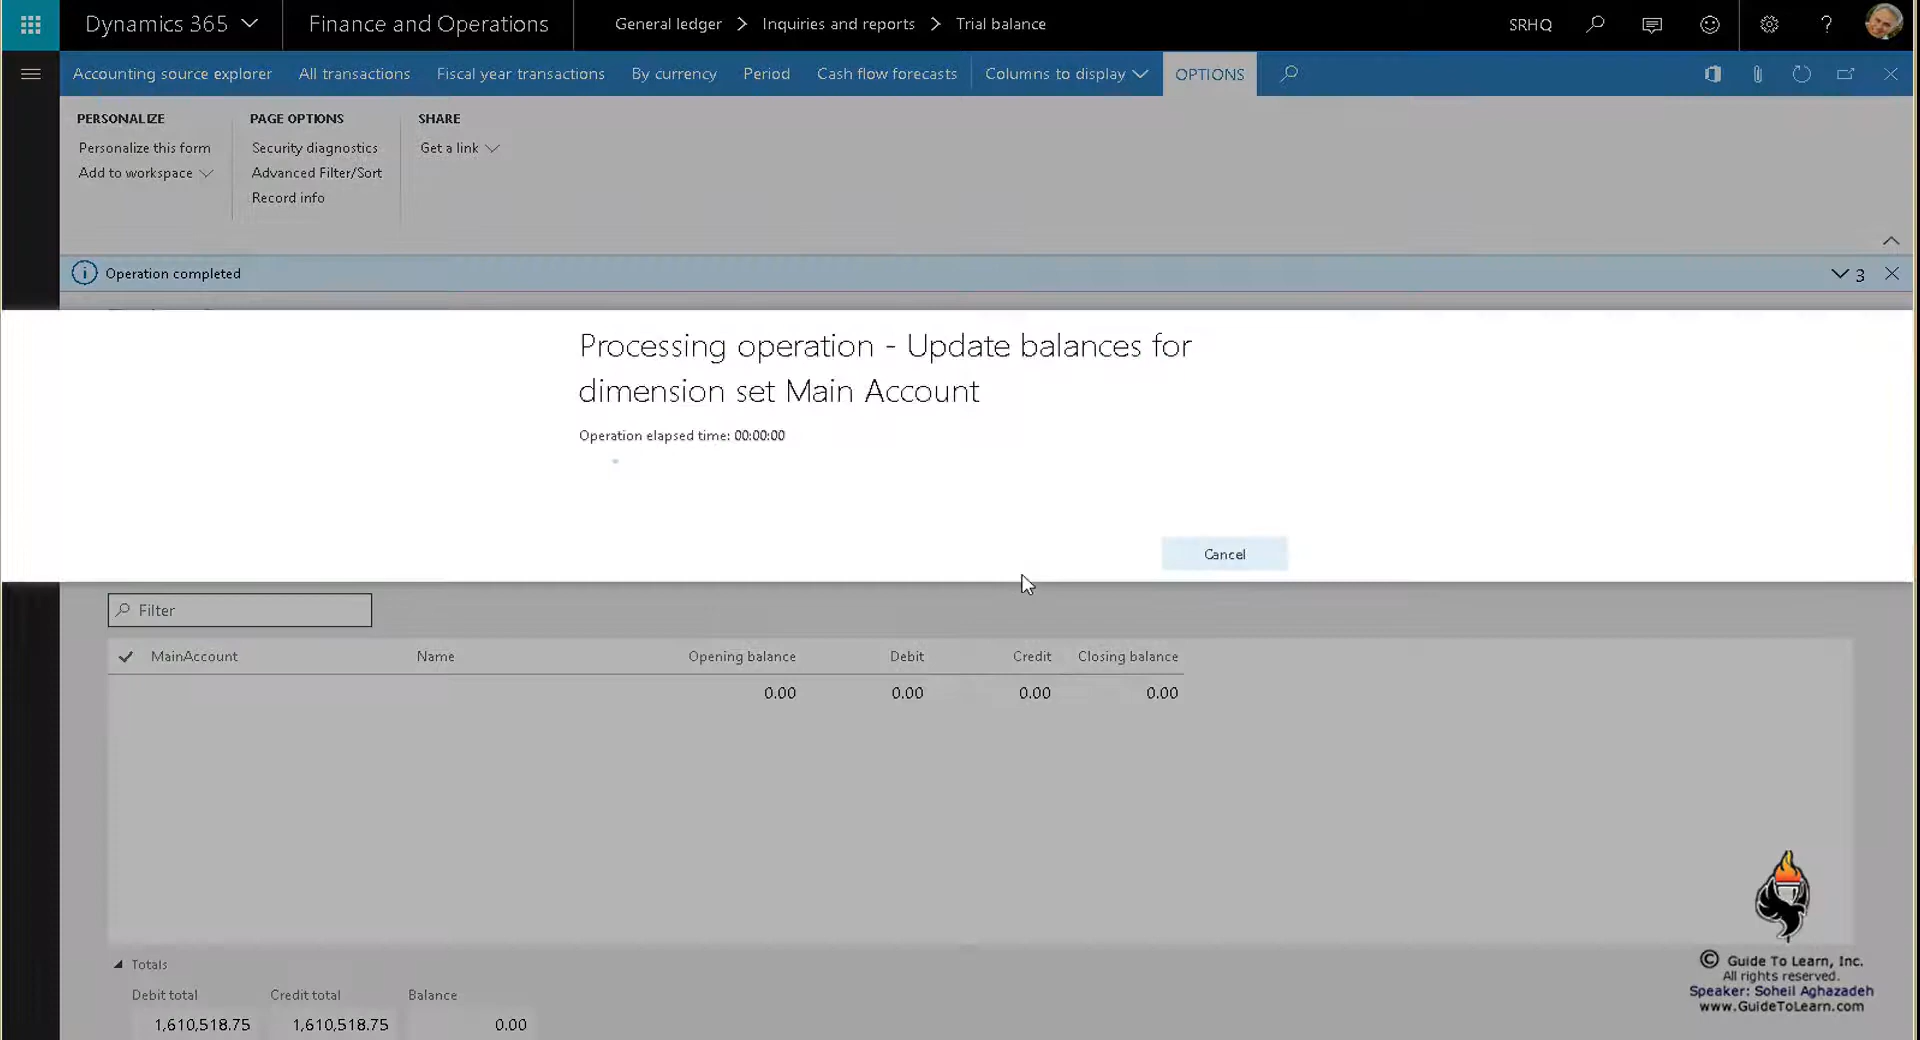 Dynamics 365
Finance and Operations
General ledger > Inquiries and reports > Trial balance
SRHQ
?
Accounting source explorer
All transactions
Fiscal year transactions
By currency
Period
Cash flow forecasts
Columns to display
OPTIONS
PERSONALIZE
Personalize this form
Add to workspace
PAGE OPTIONS
Security diagnostics
Advanced Filter/Sort
Record info
SHARE
Get a link
Operation completed
3
Processing operation - Update balances for
dimension set Main Account
Operation elapsed time: 00:00:00
Cancel
Filter
MainAccount Name Opening balance Debit Credit Closing balance
0.00 0.00 0.00 0.00
Totals
Debit total Credit total Balance
1,610,518.75 1,610,518.75 0.00
© Guide To Learn, Inc.
All rights reserved.
Speaker: Soheil Aghazadeh
www.GuideToLearn.com